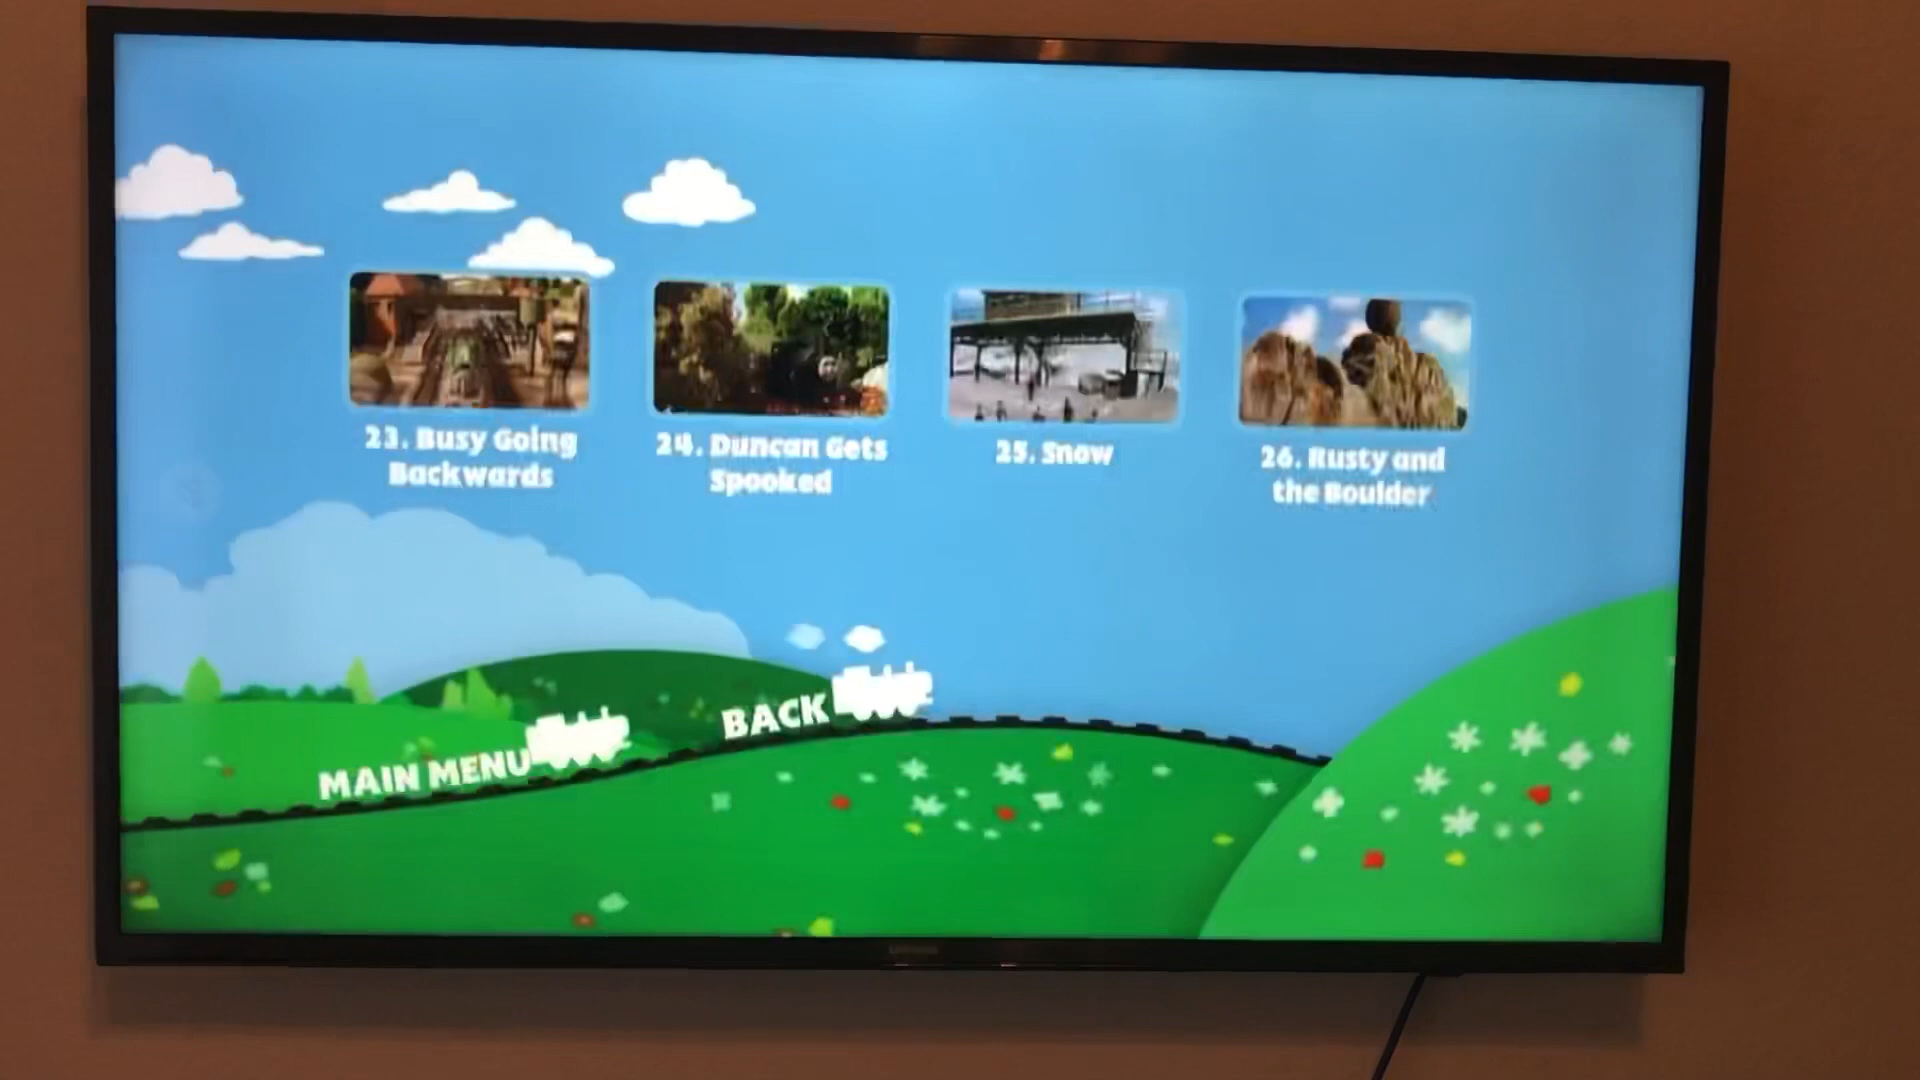 23. Busy Going
Backwards
24. Duncan Gets
Spooked
25. Snow
26. Rusty and
the Boulder
BACK
MAIN MENU